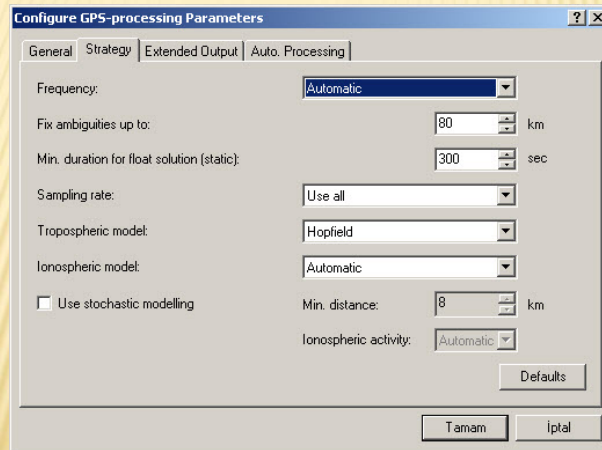 Configure GPS-processing Parameters
General Strategy Extended Output Auto. Processing
Frequency: Automatic
Fix ambiguities up to: 80 km
Min. duration for float solution (static): 300 sec
Sampling rate: Use all
Tropospheric model: Hopfield
Ionospheric model: Automatic
Use stochastic modelling Min. distance: 8 km
Ionospheric activity: Automatic
Defaults
Tamam İptal